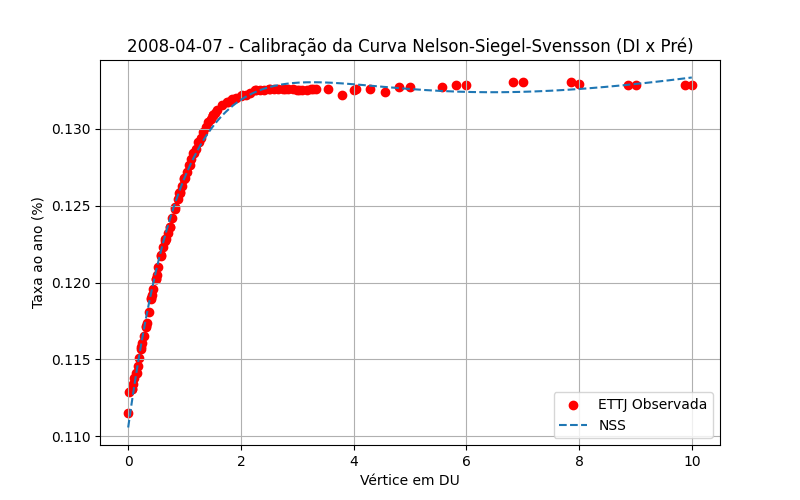 2008-04-07 - Calibração da Curva Nelson-Siegel-Svensson (DI x Pré)
Taxa ao ano (%)
0.130
0.125
0.120
0.115
0.110
ETTJ Observada
NSS
0 2 4 6 8 10
Vértice em DU